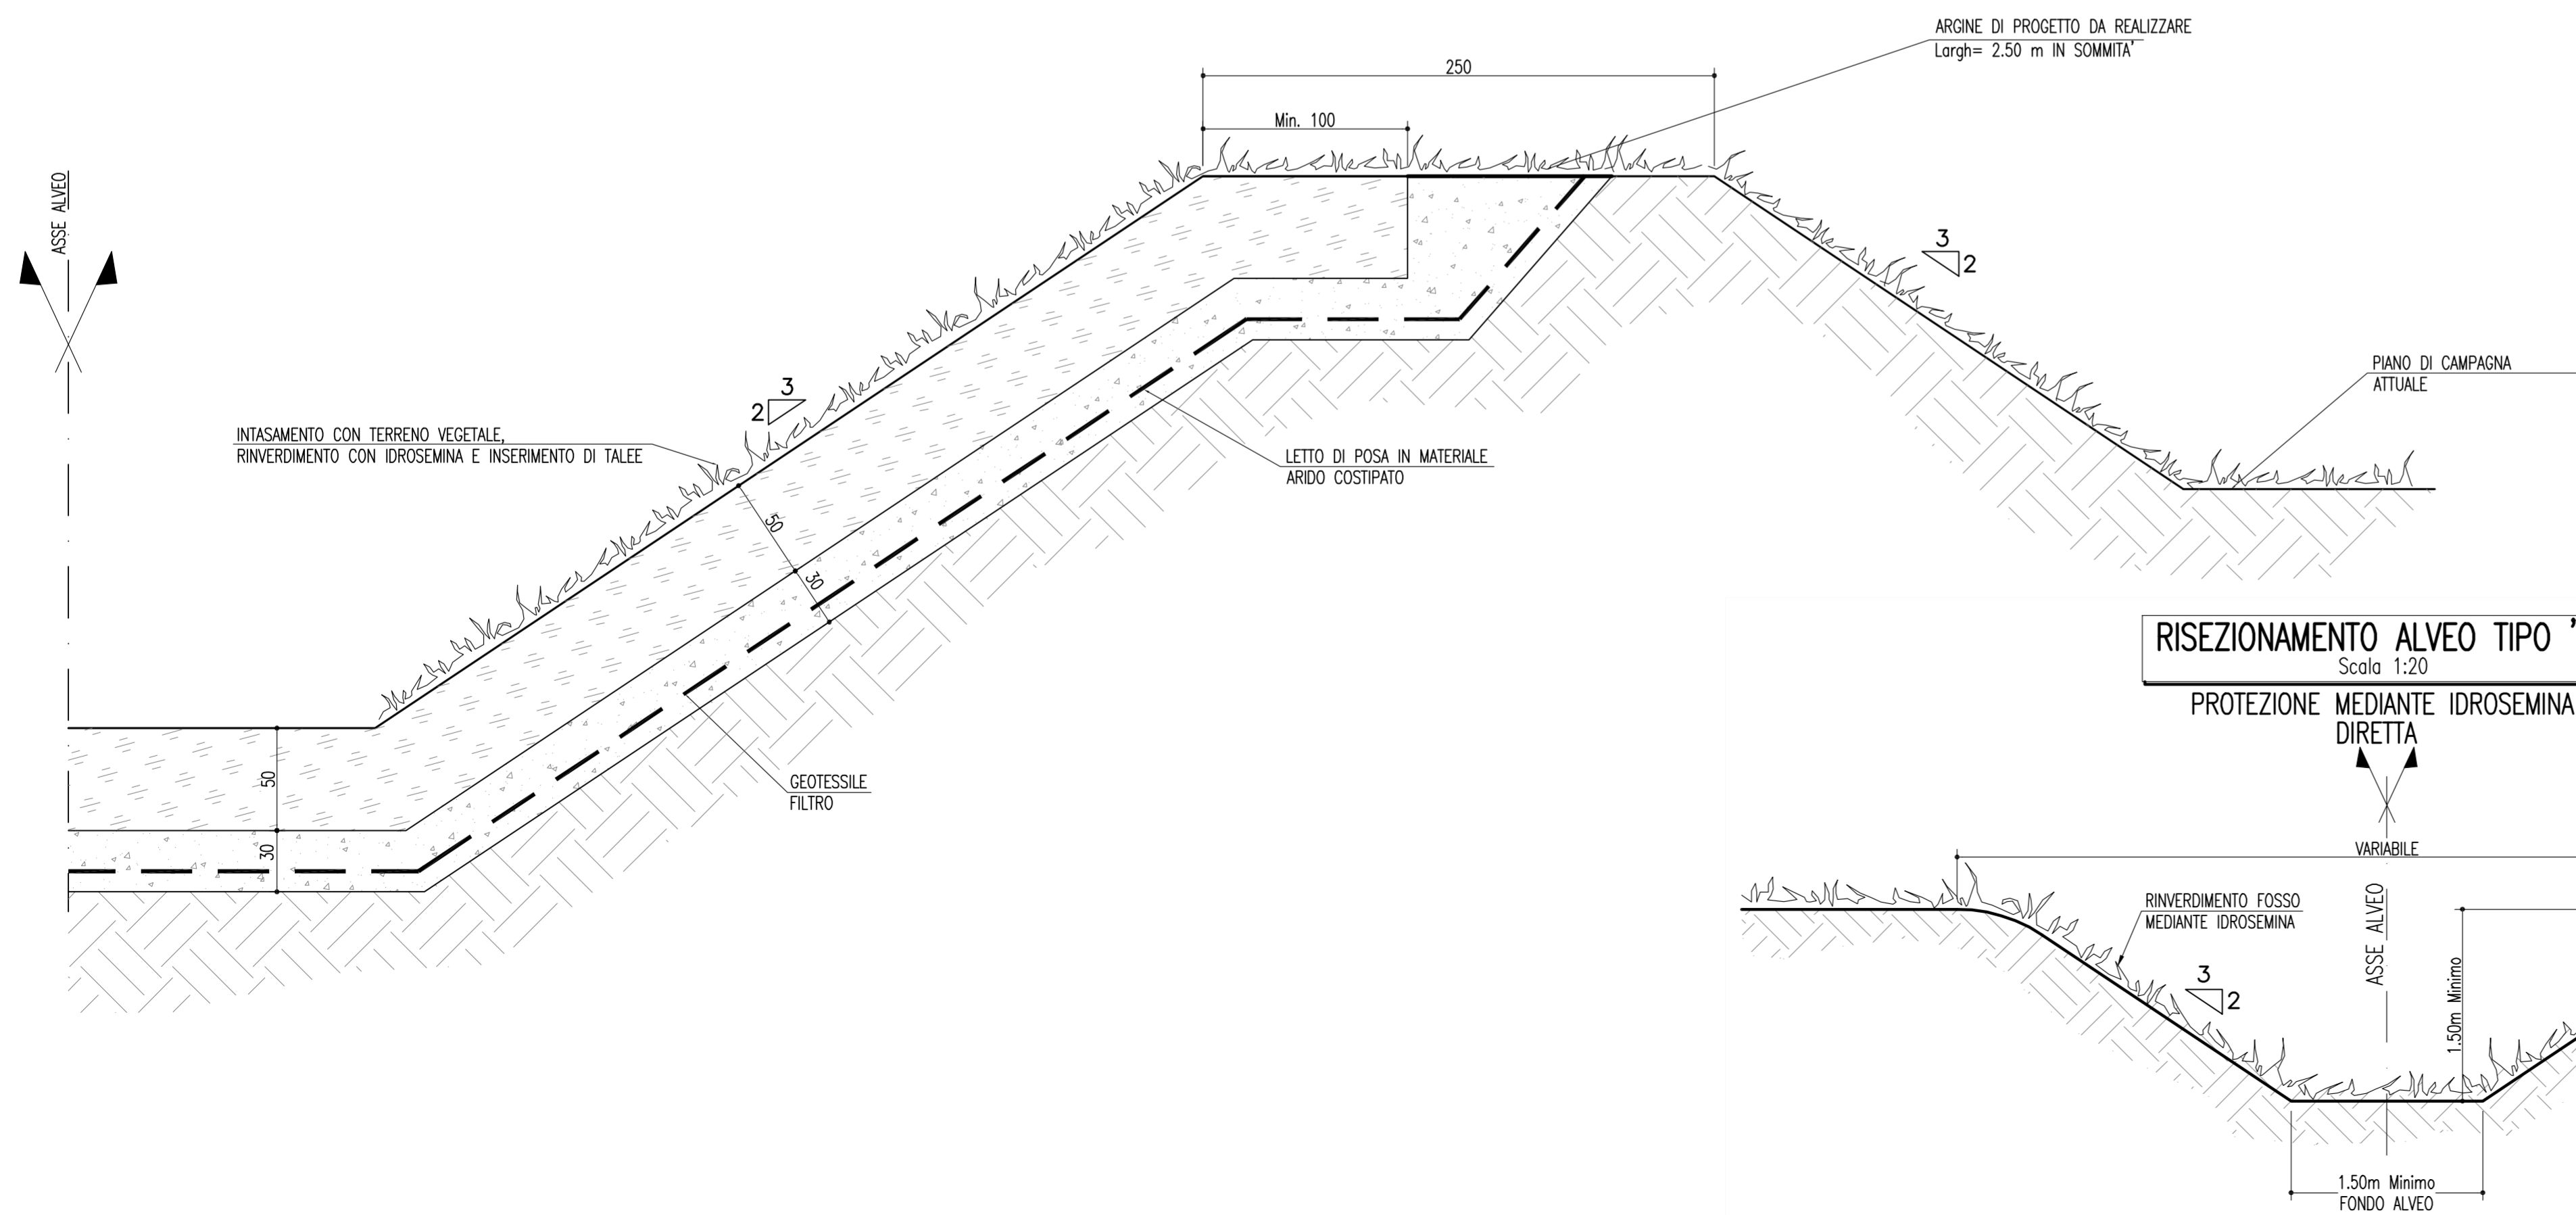 ARGINE DI PROGETTO DA REALIZZARE
Largh= 2.50 m IN SOMMITA'
250
Min. 100
ASSE ALVEO
3
2
3
2
PIANO DI CAMPAGNA
ATTUALE
INTASAMENTO CON TERRENO VEGETALE,
RINVERDIMENTO CON IDROSEMINA E INSERIMENTO DI TALEE
LETTO DI POSA IN MATERIALE
ARIDO COSTIPATO
50
30
GEOTESSILE
FILTRO
50
30
RISEZIONAMENTO ALVEO TIPO "
Scala 1:20
PROTEZIONE MEDIANTE IDROSEMINA
DIRETTA
VARIABILE
ASSE ALVEO
RINVERDIMENTO FOSSO
MEDIANTE IDROSEMINA
3
2
1.50m Minimo
1.50m Minimo
FONDO ALVEO